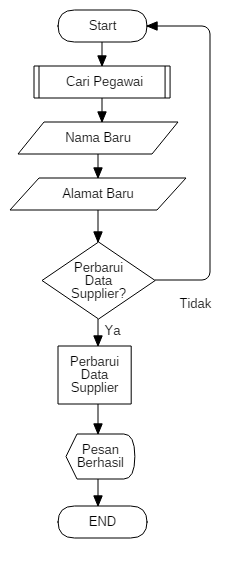 Start
Cari Pegawai
Nama Baru
Alamat Baru
Perbarui
Data
Supplier?
Tidak
Ya
Perbarui
Data
Supplier
Pesan
Berhasil
END